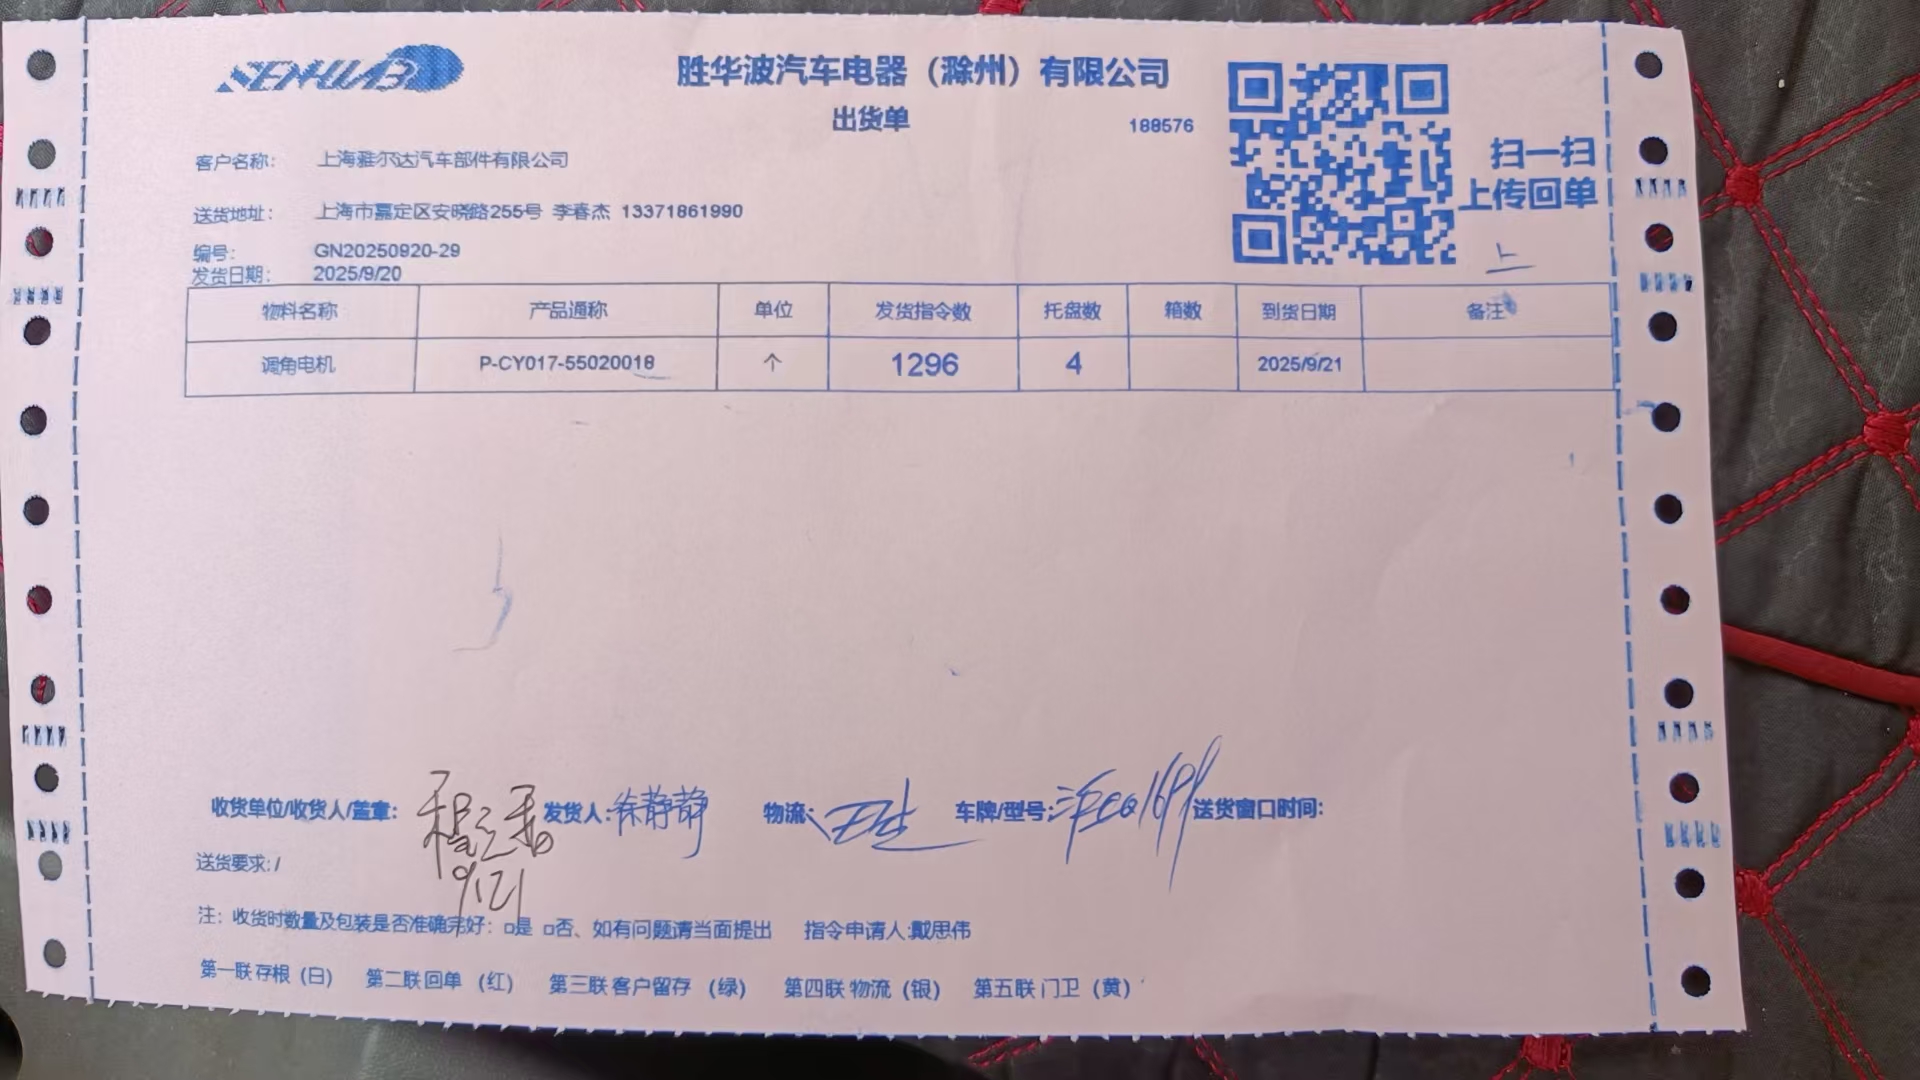 SENHUAB
胜华波汽车电器（滁州）有限公司
出货单
188576
扫一扫
上传回单
客户名称： 上海雅尔达汽车部件有限公司
送货地址： 上海市嘉定区安晓路255号 李春杰 13371861990
编号： GN20250920-29
发货日期： 2025/9/20
物料名称 产品通称 单位 发货指令数 托盘数 箱数 到货日期 备注
调角电机 P-CY017-55020018 个 1296 4 2025/9/21
收货单位/收货人/盖章： 发货人：徐静静 物流： 车牌/型号： 送货窗口时间：
9/21
送货要求: /
注： 收货时数量及包装是否准确完好：□是 □否、如有问题请当面提出 指令申请人:戴思伟
第一联 存根（白） 第二联 回单 （红） 第三联 客户留存 （绿） 第四联 物流（银） 第五联 门卫（黄）